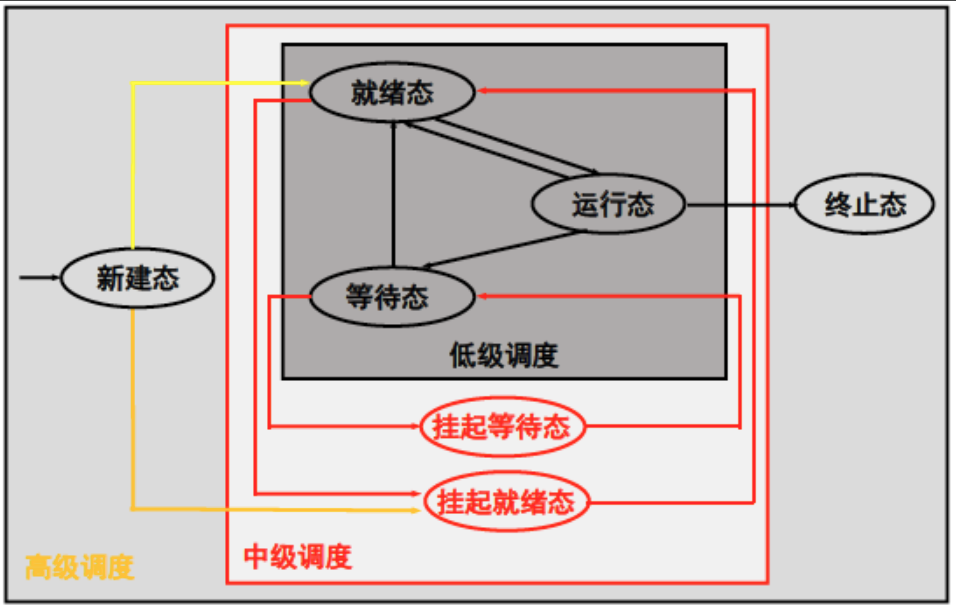 就绪态
运行态
终止态
新建态
等待态
低级调度
挂起等待态
挂起就绪态
中级调度
高级调度